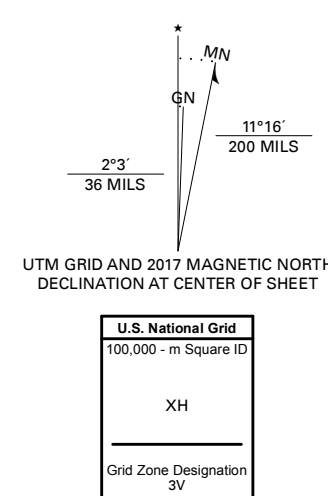 ★
MN
GN
11°16´
200 MILS
2°3´
36 MILS
UTM GRID AND 2017 MAGNETIC NORTH
DECLINATION AT CENTER OF SHEET
U.S. National Grid
100,000 - m Square ID
XH
Grid Zone Designation
3V